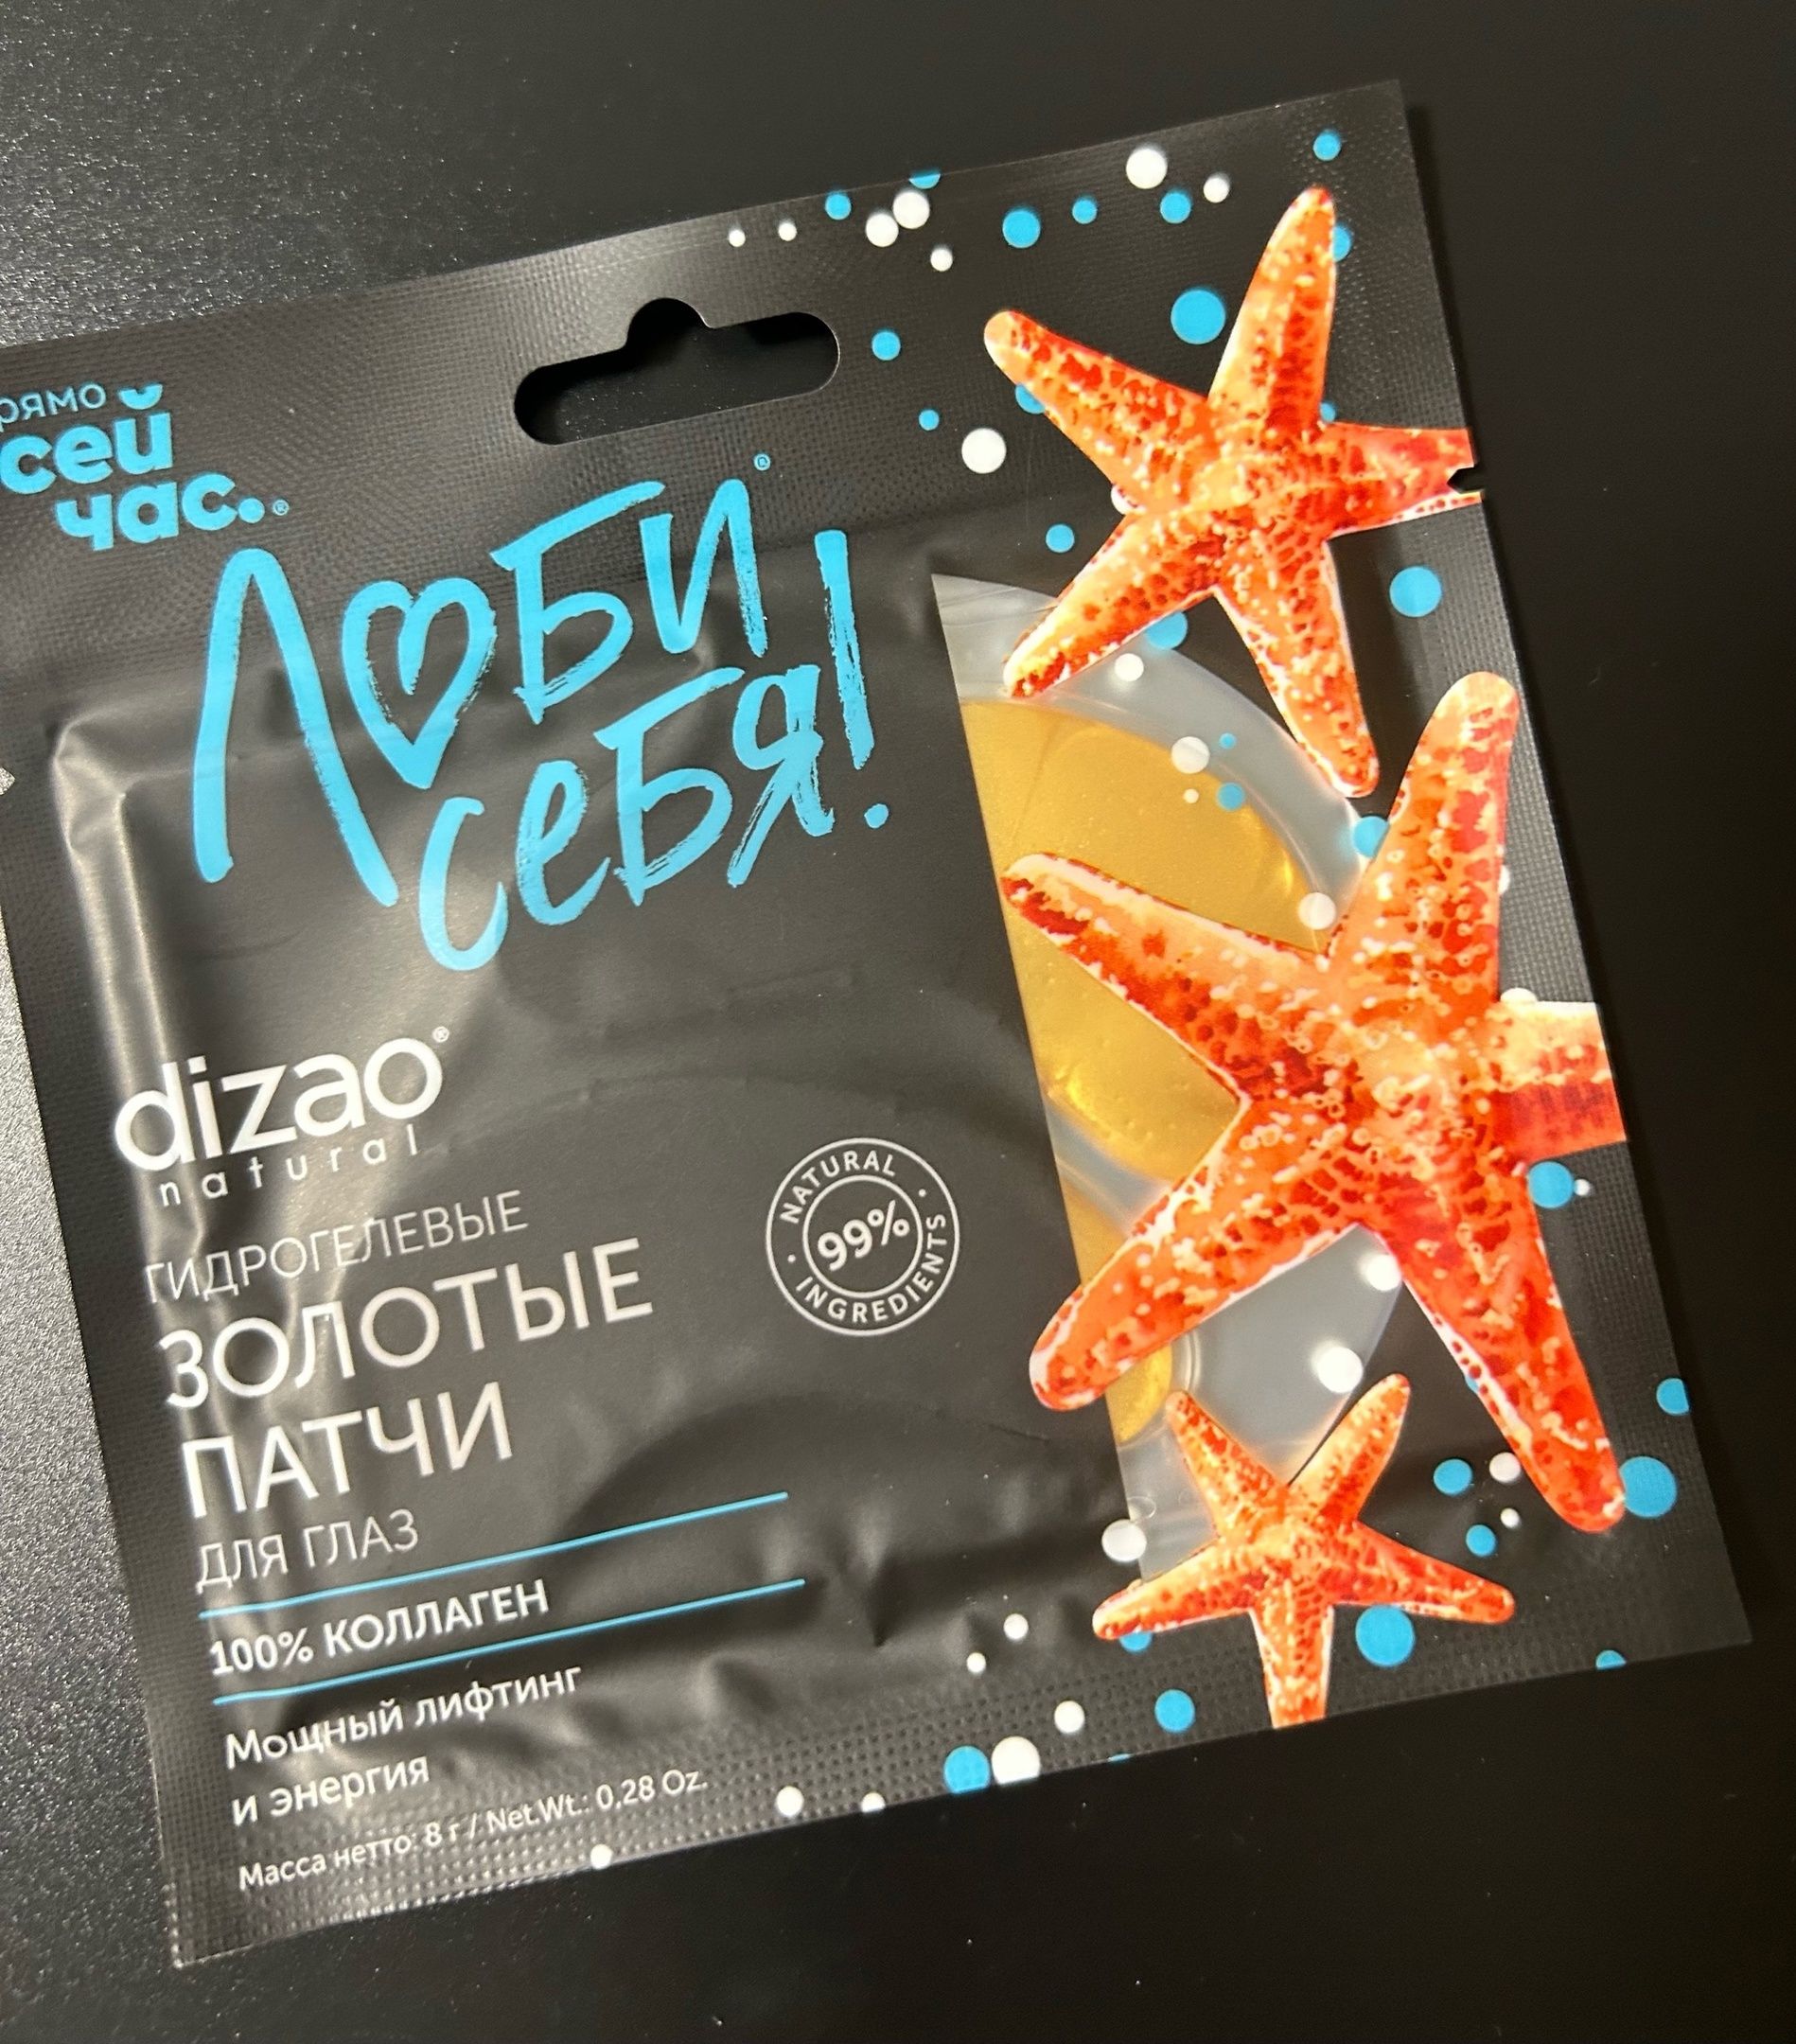 рямо
сей
час..®
ЛЮБИ®
себя!
dizao®
natural
NATURAL
99%
INGREDIENTS
ГИДРОГЕЛЕВЫЕ
ЗОЛОТЫЕ
ПАТЧИ
ДЛЯ ГЛАЗ
100% КОЛЛАГЕН
Мощный лифтинг
и энергия
Масса нетто: 8 г / Net.Wt.: 0,28 Oz.